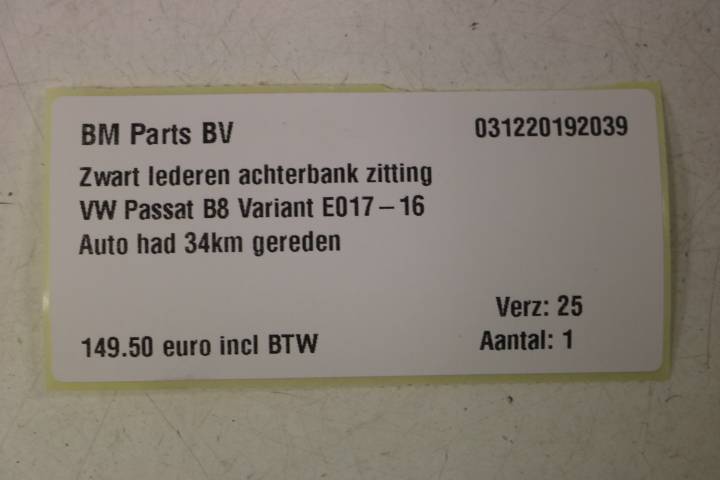 BM Parts BV 031220192039
Zwart lederen achterbank zitting
VW Passat B8 Variant E017-16
Auto had 34km gereden
Verz: 25
149.50 euro incl BTW Aantal: 1